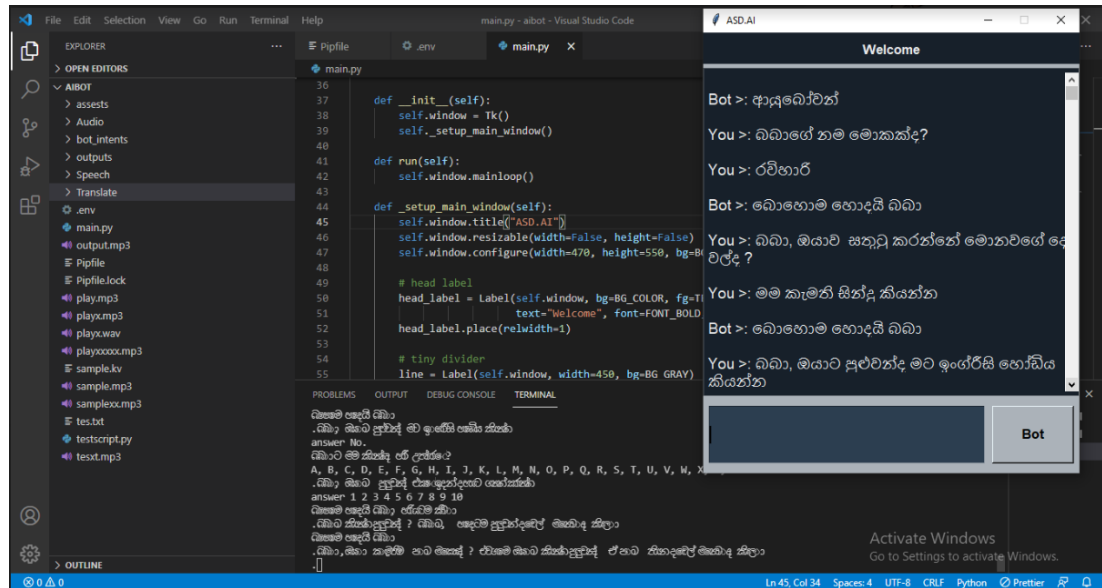 File Edit Selection View Go Run Terminal Help
main.py - aibot - Visual Studio Code
EXPLORER
> OPEN EDITORS
AIBOT
> assests
> Audio
> bot_intents
> outputs
> Speech
> Translate
.env
main.py
output.mp3
Pipfile
Pipfile.lock
play.mp3
playx.mp3
playx.wav
playxxxxx.mp3
sample.kv
sample.mp3
samplexx.mp3
tes.txt
testscript.py
tesxt.mp3
> OUTLINE
Pipfile
.env
main.py
main.py
36
37 def __init__(self):
38 self.window = Tk()
39 self._setup_main_window()
40
41 def run(self):
42 self.window.mainloop()
43
44 def _setup_main_window(self):
45 self.window.title("ASD.AI")
46 self.window.resizable(width=False, height=False)
47 self.window.configure(width=470, height=550, bg=
48
49 # head label
50 head_label = Label(self.window, bg=BG_COLOR, fg=
51 text="Welcome", font=FONT_BOLD
52 head_label.place(relwidth=1)
53
54 # tiny divider
55 line = Label(self.window, width=450, bg=BG_GRAY)
PROBLEMS OUTPUT DEBUG CONSOLE TERMINAL
answer No.
A, B, C, D, E, F, G, H, I, J, K, L, M, N, O, P, Q, R, S, T, U, V, W,
answer 1 2 3 4 5 6 7 8 9 10
ASD.AI
Welcome
Bot >: ආයුබෝවන්
You >: බබාගේ නම මොකක්ද?
You >: රවිහාරී
Bot >: බොහොම හොදයි බබා
You >: බබා, ඔයාව සතුටු කරන්නේ මොනවගේ
වල්ද ?
You >: මම කැමති සින්දු කියන්න
Bot >: බොහොම හොදයි බබා
You >: බබා, ඔයාට පුළුවන්ද මට ඉංග්රීසි හෝඩිය
කියන්න
Bot
Activate Windows
Go to Settings to activate Windows.
0 0 Ln 45, Col 34 Spaces: 4 UTF-8 CRLF Python Prettier